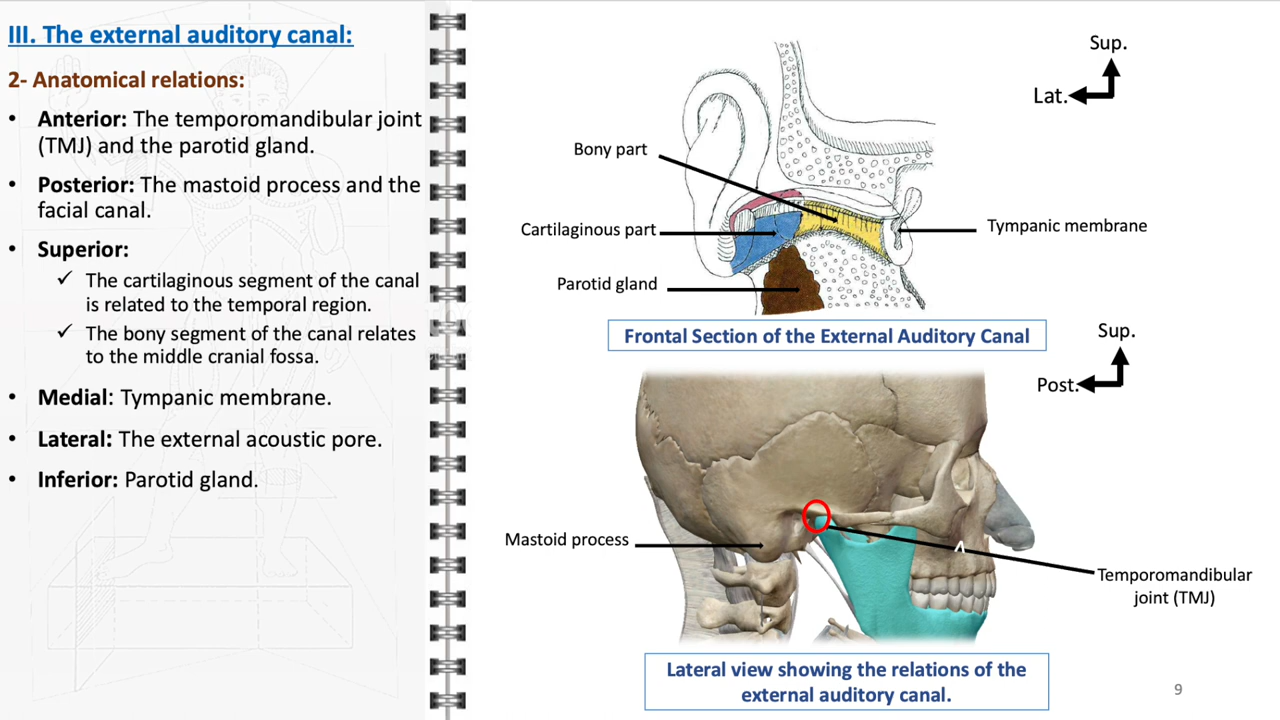 III. The external auditory canal:
2- Anatomical relations:
• Anterior: The temporomandibular joint
(TMJ) and the parotid gland.
• Posterior: The mastoid process and the
facial canal.
• Superior:
✓ The cartilaginous segment of the canal
is related to the temporal region.
✓ The bony segment of the canal relates
to the middle cranial fossa.
• Medial: Tympanic membrane.
• Lateral: The external acoustic pore.
• Inferior: Parotid gland.
Sup.
Lat.
Bony part
Cartilaginous part
Tympanic membrane
Parotid gland
Frontal Section of the External Auditory Canal
Sup.
Post.
Mastoid process
Temporomandibular
joint (TMJ)
Lateral view showing the relations of the
external auditory canal.
9